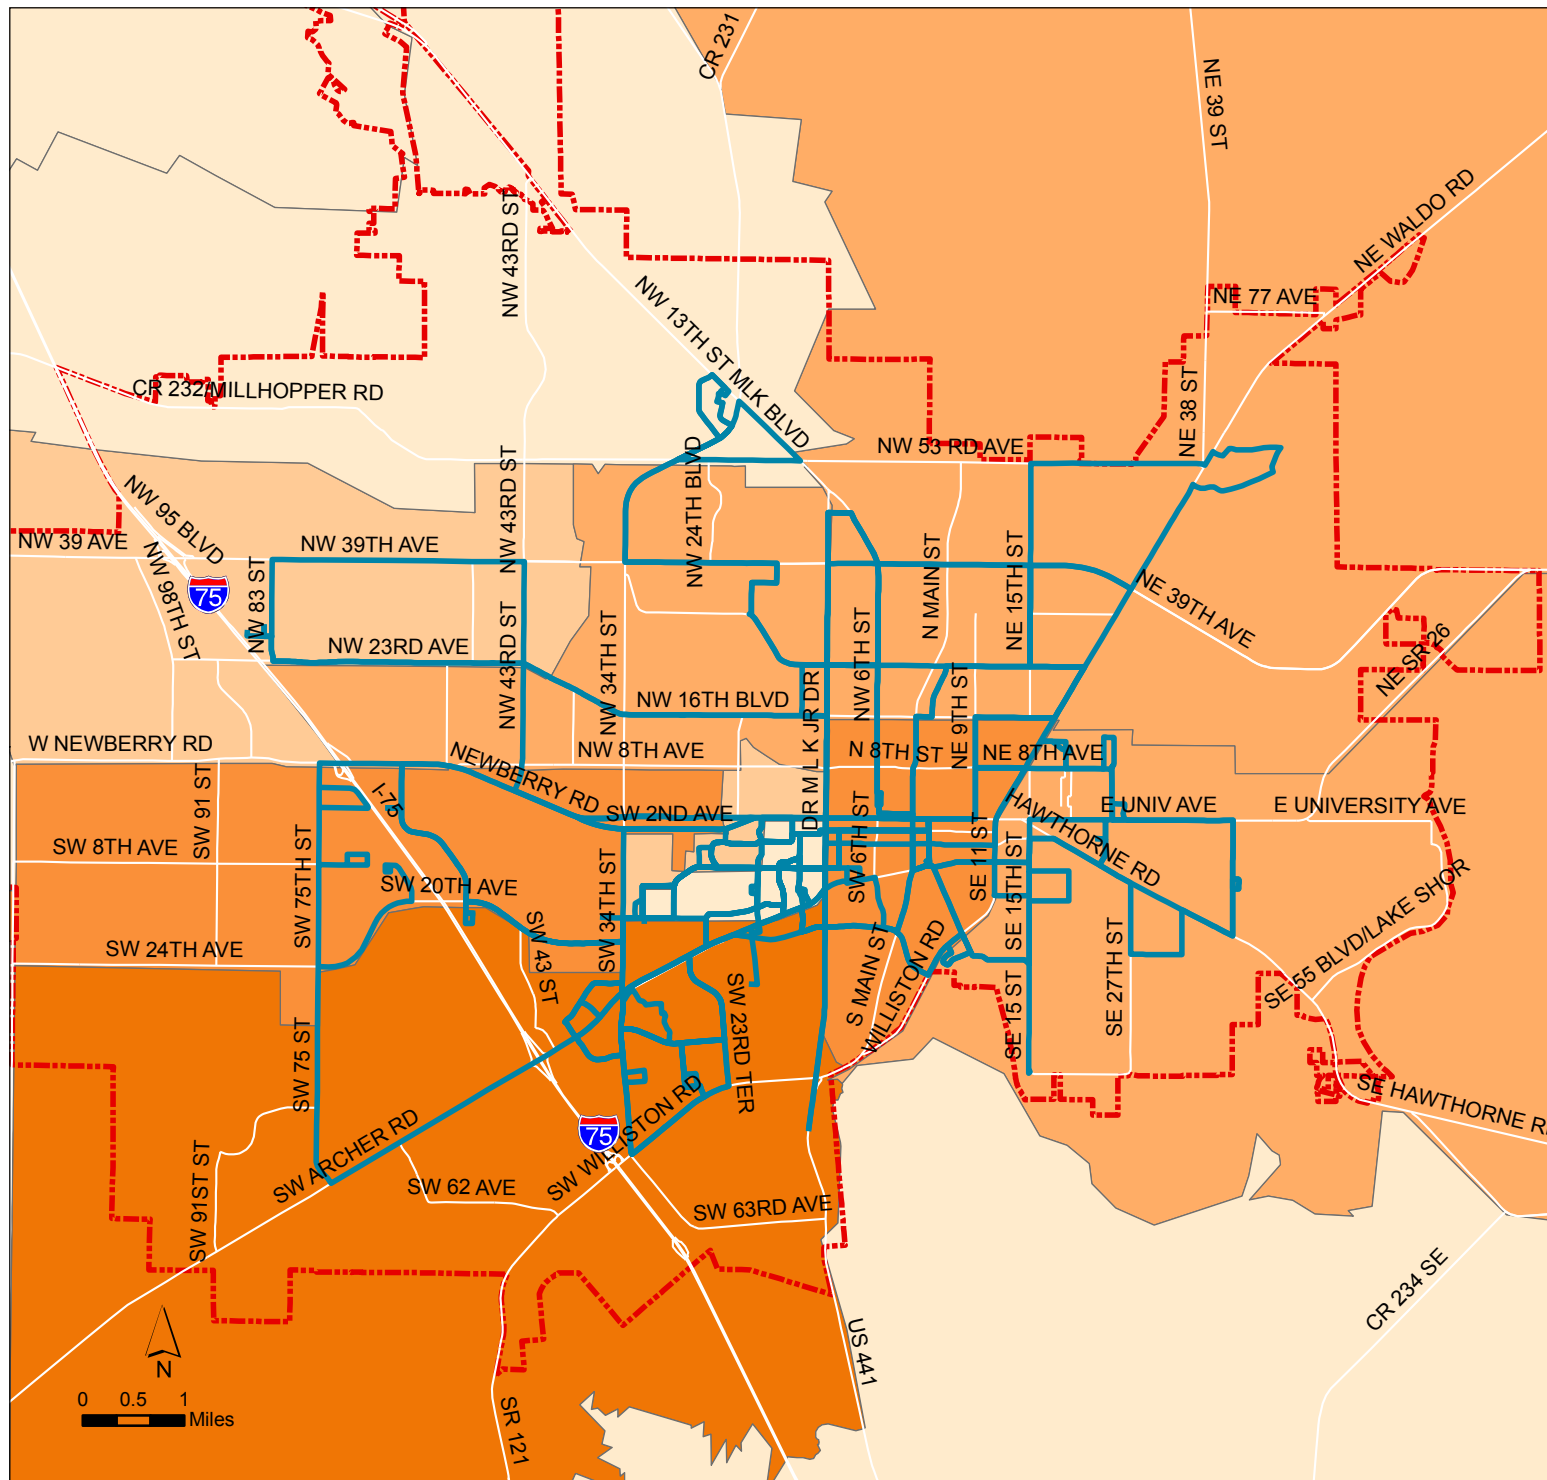 CR 231
NE 39 ST
NE WALDO RD
NW 43RD ST
NE 77 AVE
NW 13TH ST MLK BLVD
CR 232/MILLHOPPER RD
NE 38 ST
NW 53 RD AVE
NW 24TH BLVD
NW 43RD ST
NW 95 BLVD
NW 39 AVE
NW 39TH AVE
NW 98TH ST
75
NW 83 ST
N MAIN ST
NE 15TH ST
NE 39TH AVE
NW 23RD AVE
NW 43RD ST
NW 34TH ST
NW 6TH ST
NE SR 26
NW 16TH BLVD
DR M L K JR DR
NE 9TH ST
W NEWBERRY RD
NW 8TH AVE
N 8TH ST
NE 8TH AVE
NEWBERRY RD
I-75
SW 91 ST
SW 2ND AVE
HAWTHORNE RD
E UNIV AVE
E UNIVERSITY AVE
SW 8TH AVE
SW 75TH ST
SW 20TH AVE
SW 34TH ST
SW 6TH ST
SE 11 ST
SE 15TH ST
SW 24TH AVE
SW 43 ST
S MAIN ST
WILLISTON RD
SE 27TH ST
SE 55 BLVD/LAKE SHOR
SW 75 ST
SW 23RD TER
SE 15 ST
SE HAWTHORNE R
75
SW ARCHER RD
SW WILLISTON RD
SW 91ST ST
SW 62 AVE
SW 63RD AVE
CR 234 SE
US 441
SR 121
N
0 0.5 1
Miles